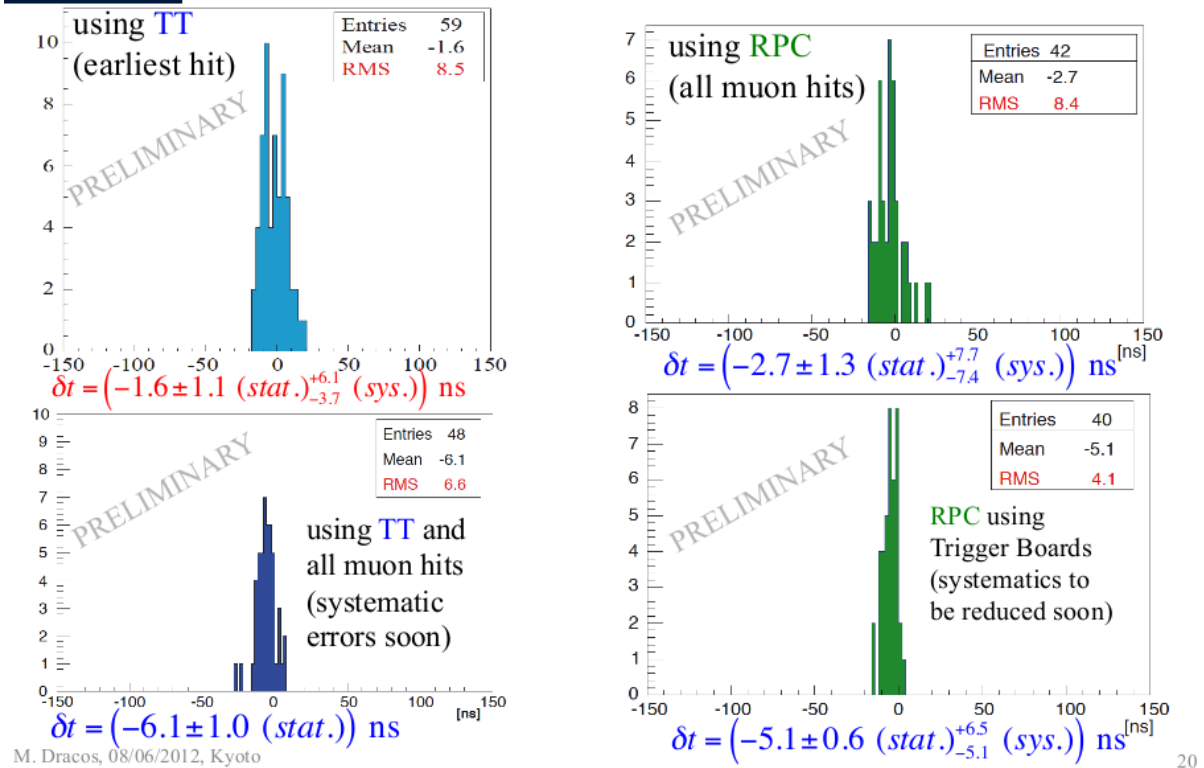 using TT
(earliest hit)
Entries 59
Mean -1.6
RMS 8.5
PRELIMINARY
10
8
6
4
2
0
-150 -100 -50 0 50 100 150
δt = (−1.6 ± 1.1 (stat.) +6.1 −3.7 (sys.)) ns
using RPC
(all muon hits)
Entries 42
Mean -2.7
RMS 8.4
PRELIMINARY
7
6
5
4
3
2
1
0
-150 -100 -50 0 50 100 150
[ns]
δt = (−2.7 ± 1.3 (stat.) +7.7 −7.4 (sys.)) ns
10
9
8
7
6
5
4
3
2
1
0
PRELIMINARY
Entries 48
Mean -6.1
RMS 6.6
using TT and
all muon hits
(systematic
errors soon)
-150 -100 -50 0 50 100 150
[ns]
δt = (−6.1 ± 1.0 (stat.)) ns
8
7
6
5
4
3
2
1
0
PRELIMINARY
Entries 40
Mean -5.1
RMS 4.1
RPC using
Trigger Boards
(systematics to
be reduced soon)
-150 -100 -50 0 50 100 150
[ns]
δt = (−5.1 ± 0.6 (stat.) +6.5 −5.1 (sys.)) ns
M. Dracos, 08/06/2012, Kyoto
20